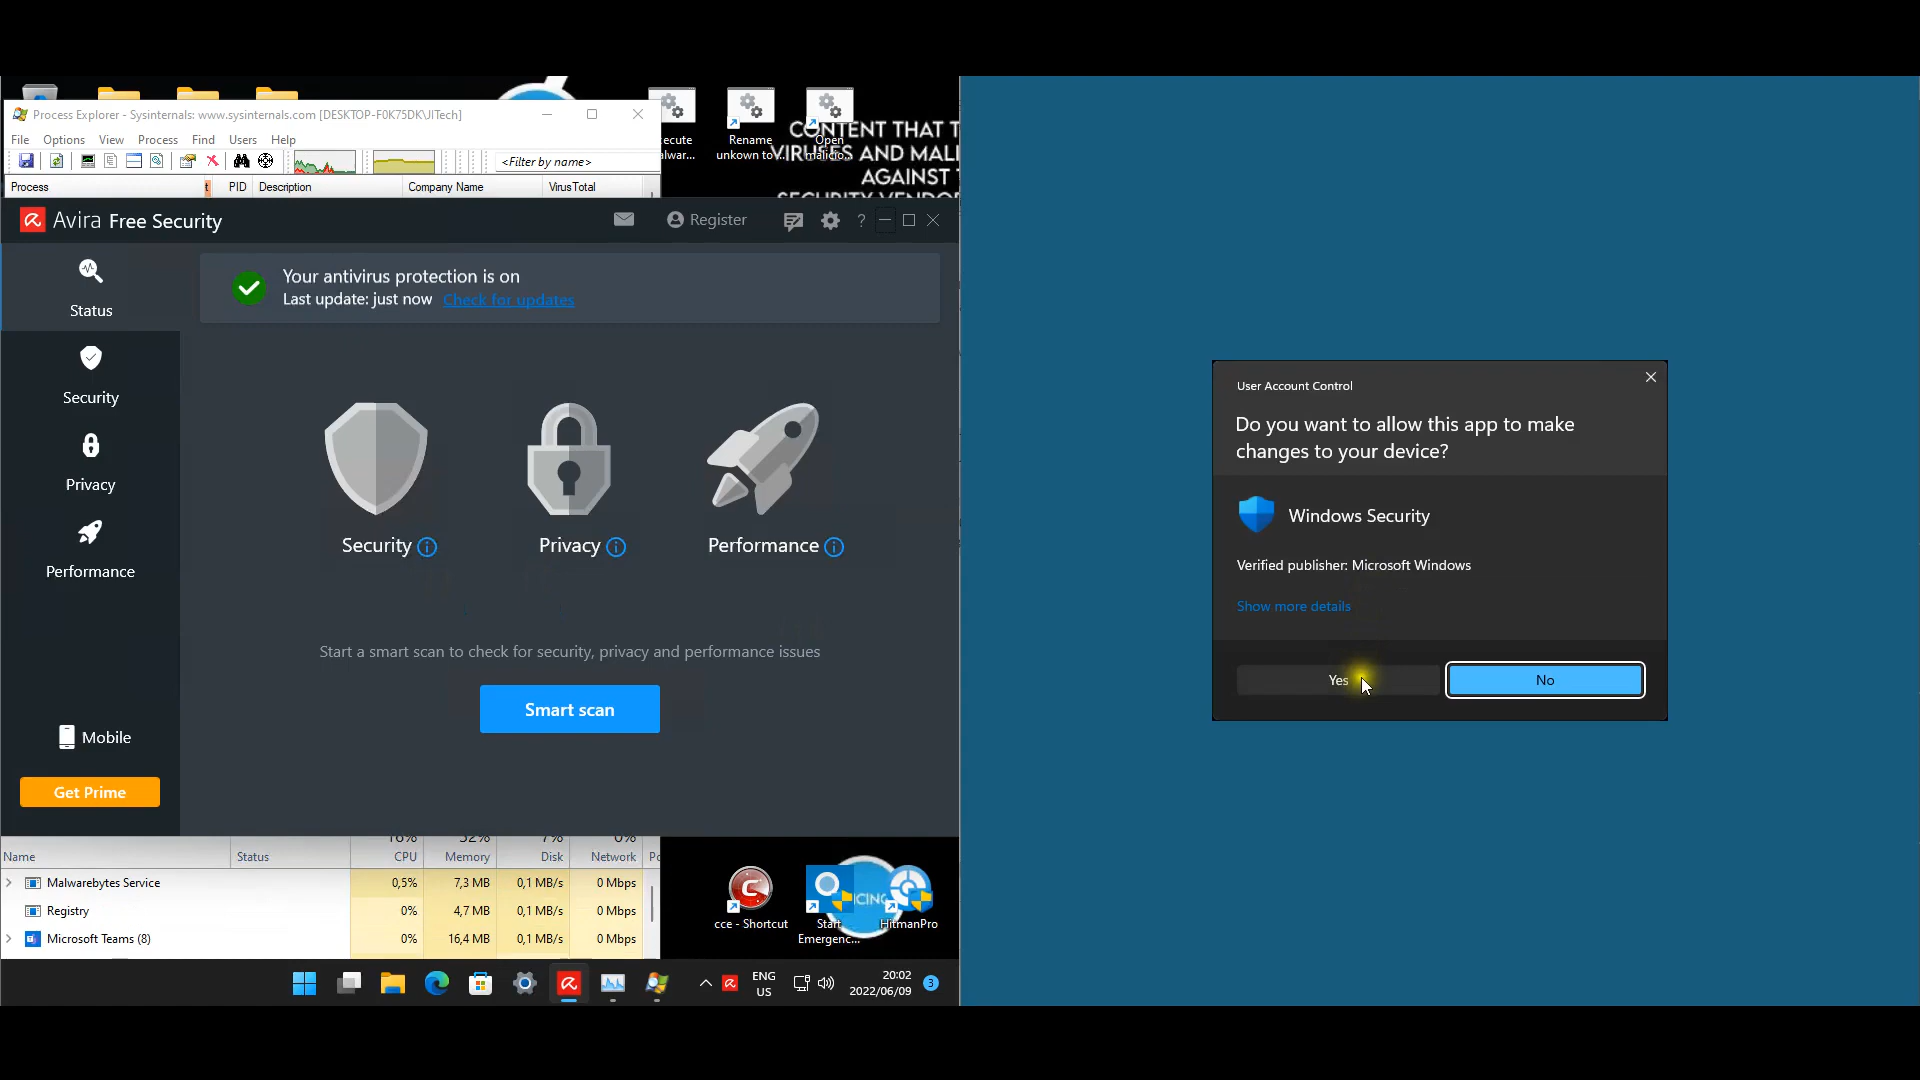 Process Explorer - Sysinternals: www.sysinternals.com [DESKTOP-F0K75DK\JITech]
File Options View Process Find Users Help
<Filter by name>
Process PID Description Company Name VirusTotal
Rename
unkown to...
Open
malicio...
CONTENT THAT T
VIRUSES AND MALI
AGAINST T
SECURITY VENDO
Avira Free Security
Register
?
Status
Security
Privacy
Performance
Mobile
Get Prime
Your antivirus protection is on
Last update: just now Check for updates
Security
Privacy
Performance
Start a smart scan to check for security, privacy and performance issues
Smart scan
Name Status CPU Memory Disk Network
Malwarebytes Service 0,5% 7,3 MB 0,1 MB/s 0 Mbps
Registry 0% 4,7 MB 0,1 MB/s 0 Mbps
Microsoft Teams (8) 0% 16,4 MB 0,1 MB/s 0 Mbps
cce - Shortcut
Start
Emergenc...
HitmanPro
ICING
ENG
US
20:02
2022/06/09
3
User Account Control
Do you want to allow this app to make
changes to your device?
Windows Security
Verified publisher: Microsoft Windows
Show more details
Yes
No